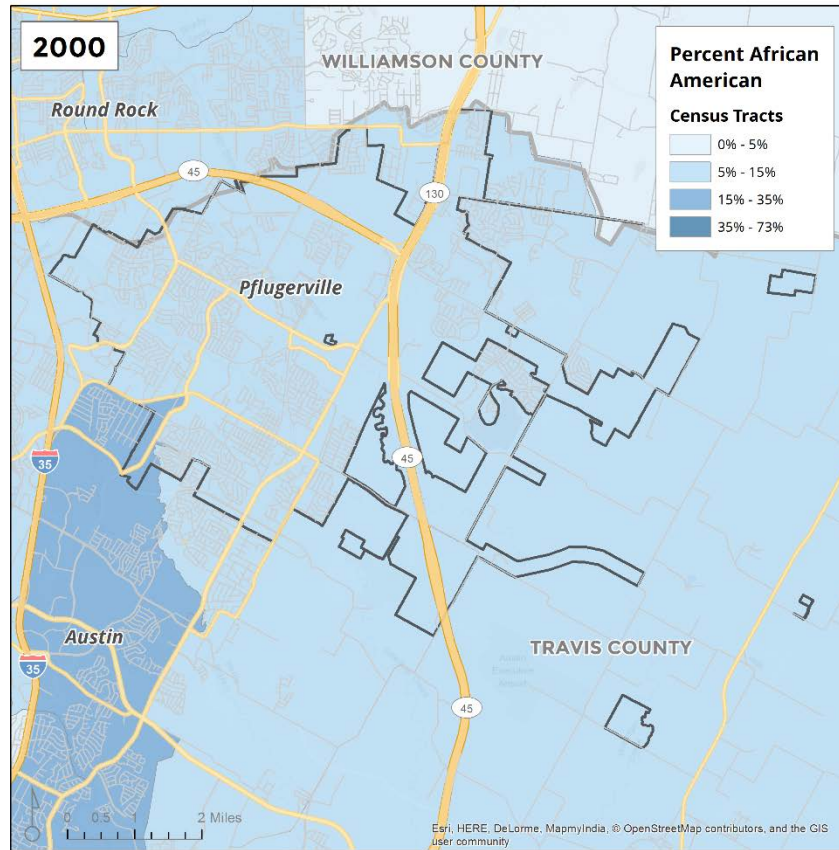 2000
WILLIAMSON COUNTY
Percent African
American
Census Tracts
0% - 5%
5% - 15%
15% - 35%
35% - 73%
Round Rock
45
130
Pflugerville
45
35
Austin
35
TRAVIS COUNTY
45
0 0.5 1 2 Miles
Esri, HERE, DeLorme, MapmyIndia, © OpenStreetMap contributors, and the GIS
user community